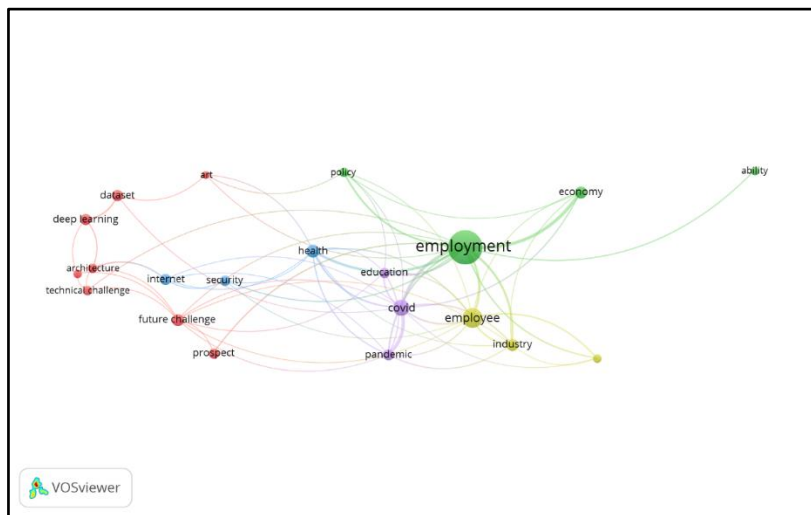 art
policy
ability
dataset
economy
deep learning
employment
health
architecture
education
internet
security
technical challenge
covid
future challenge
employee
industry
prospect
pandemic
VOSviewer